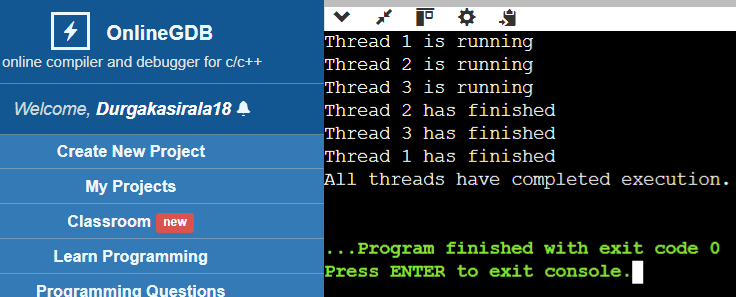 OnlineGDB
online compiler and debugger for c/c++
Welcome, Durgakasirala18
Create New Project
My Projects
Classroom new
Learn Programming
Programming Questions
Thread 1 is running
Thread 2 is running
Thread 3 is running
Thread 2 has finished
Thread 3 has finished
Thread 1 has finished
All threads have completed execution.
...Program finished with exit code 0
Press ENTER to exit console.